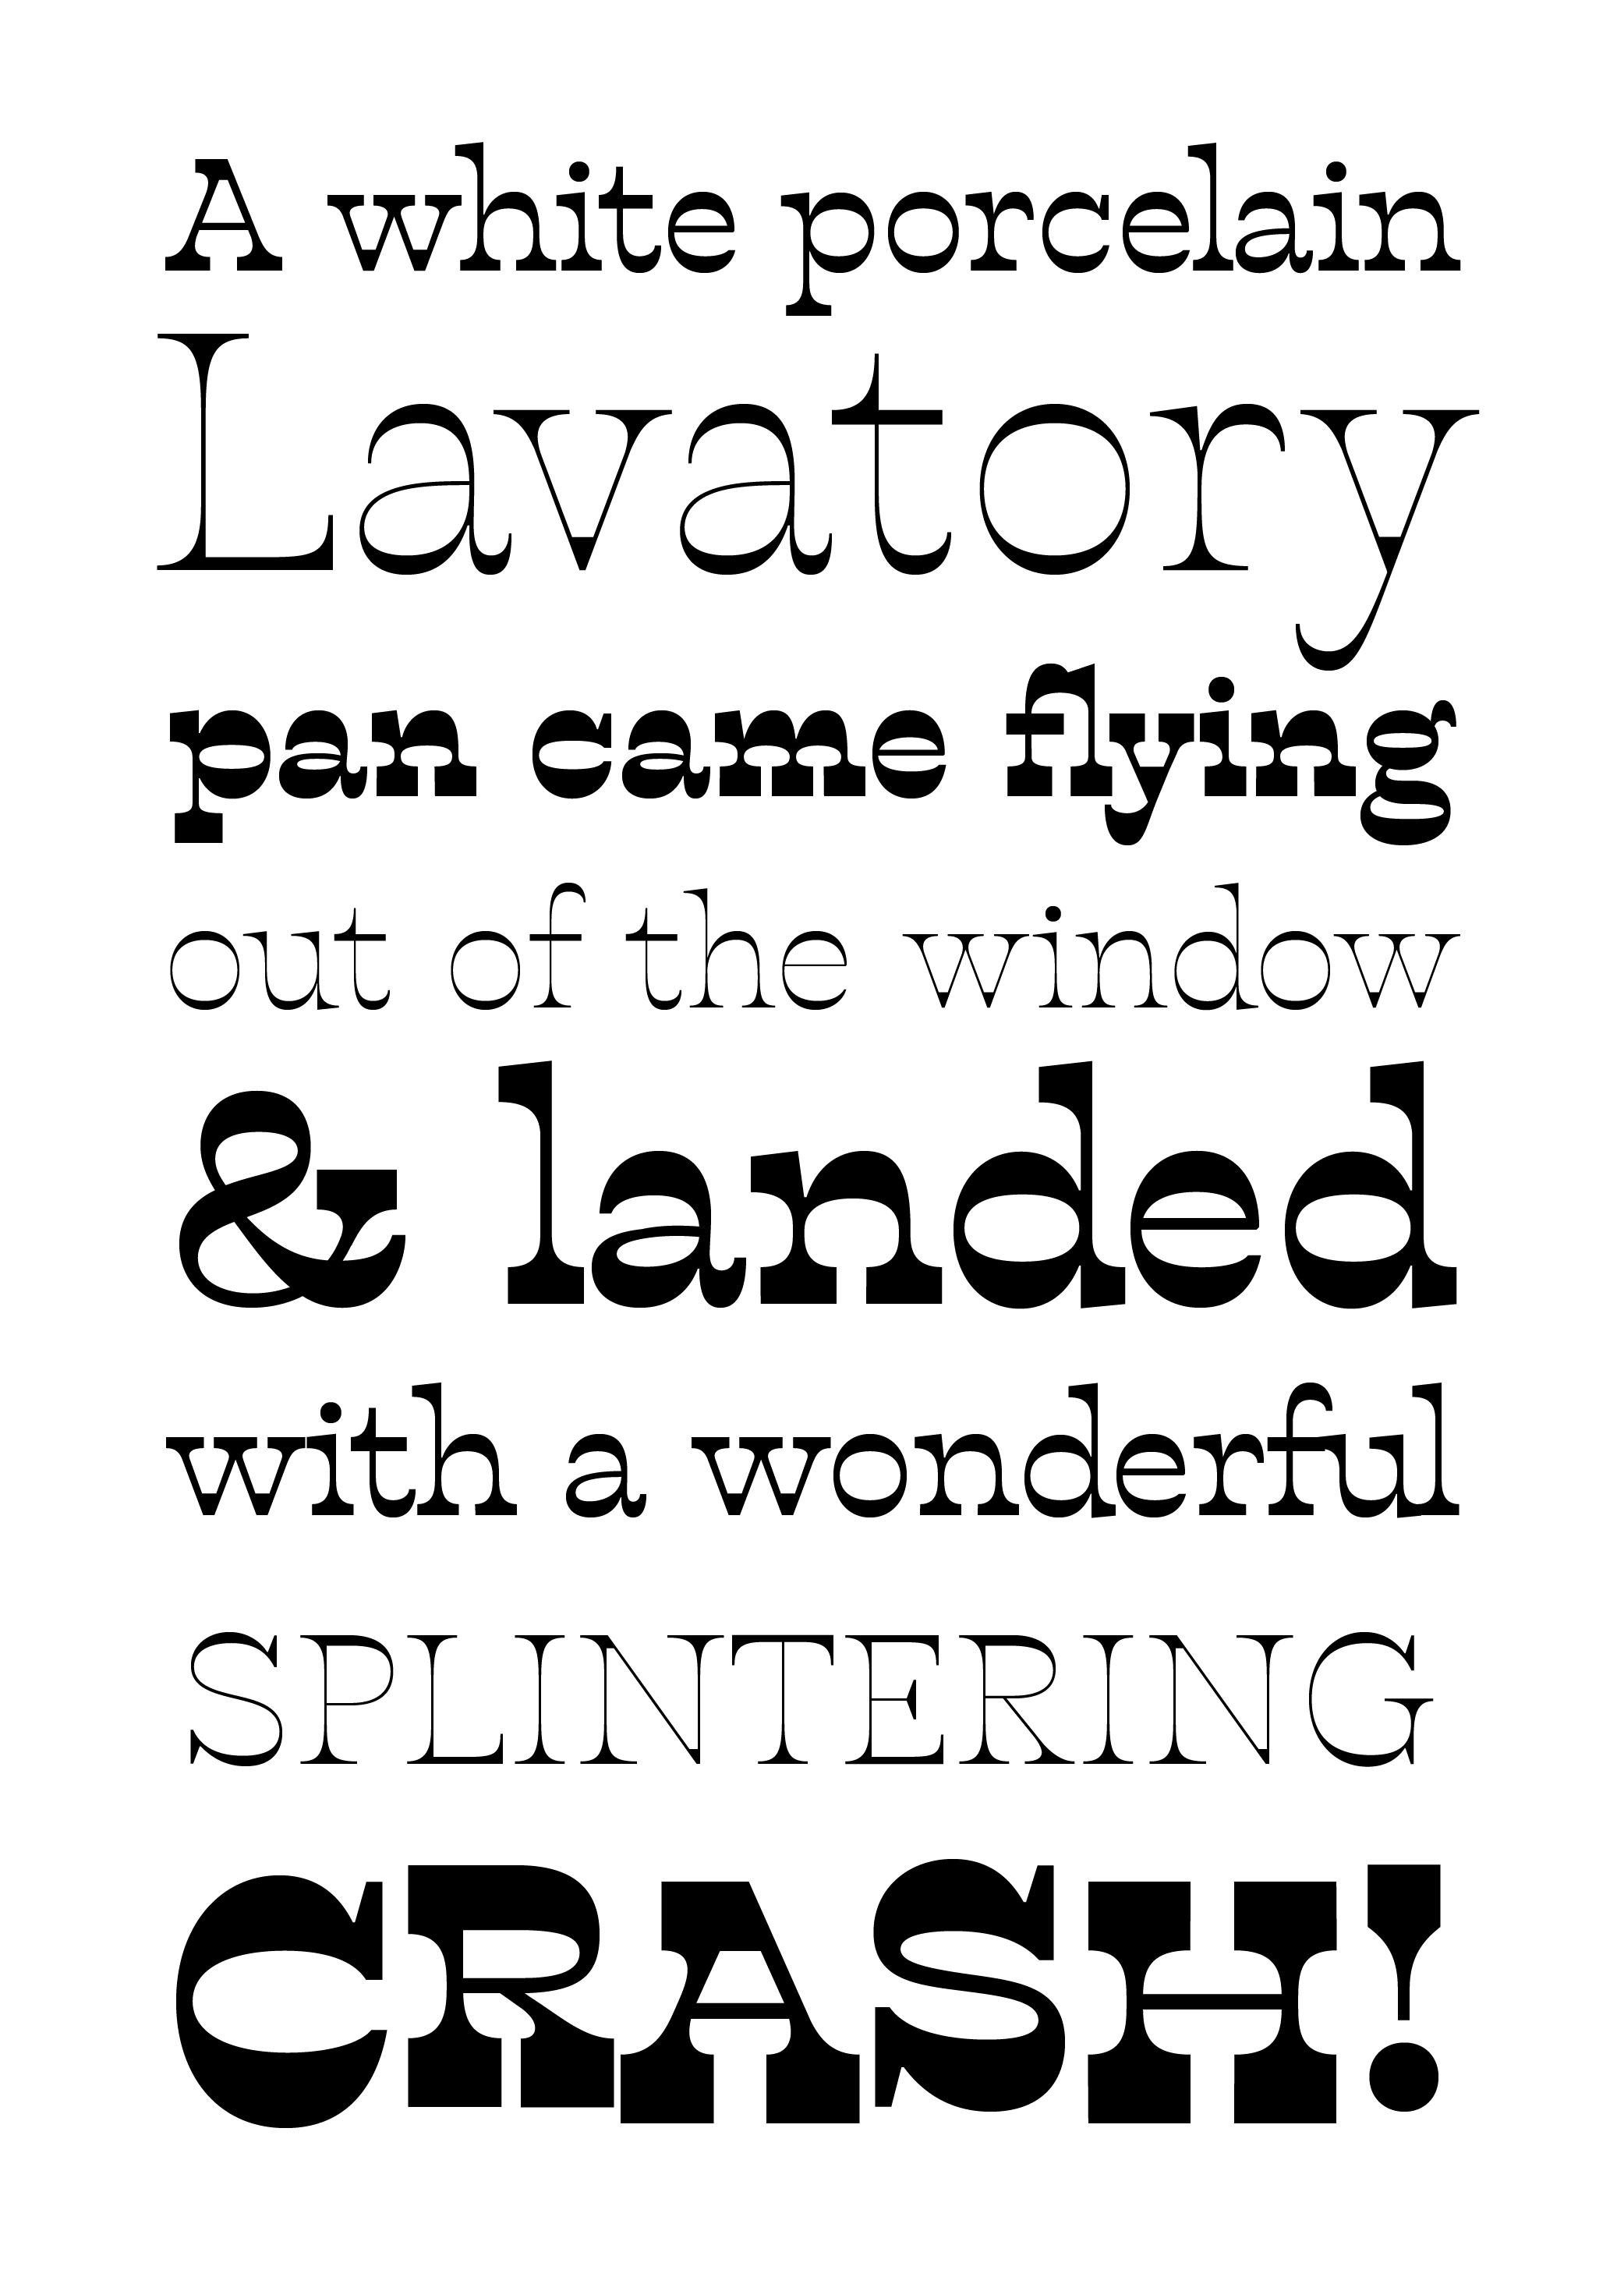 A white porcelain
Lavatory
pan came flying
out of the window
& landed
with a wonderful
SPLINTERING
CRASH!